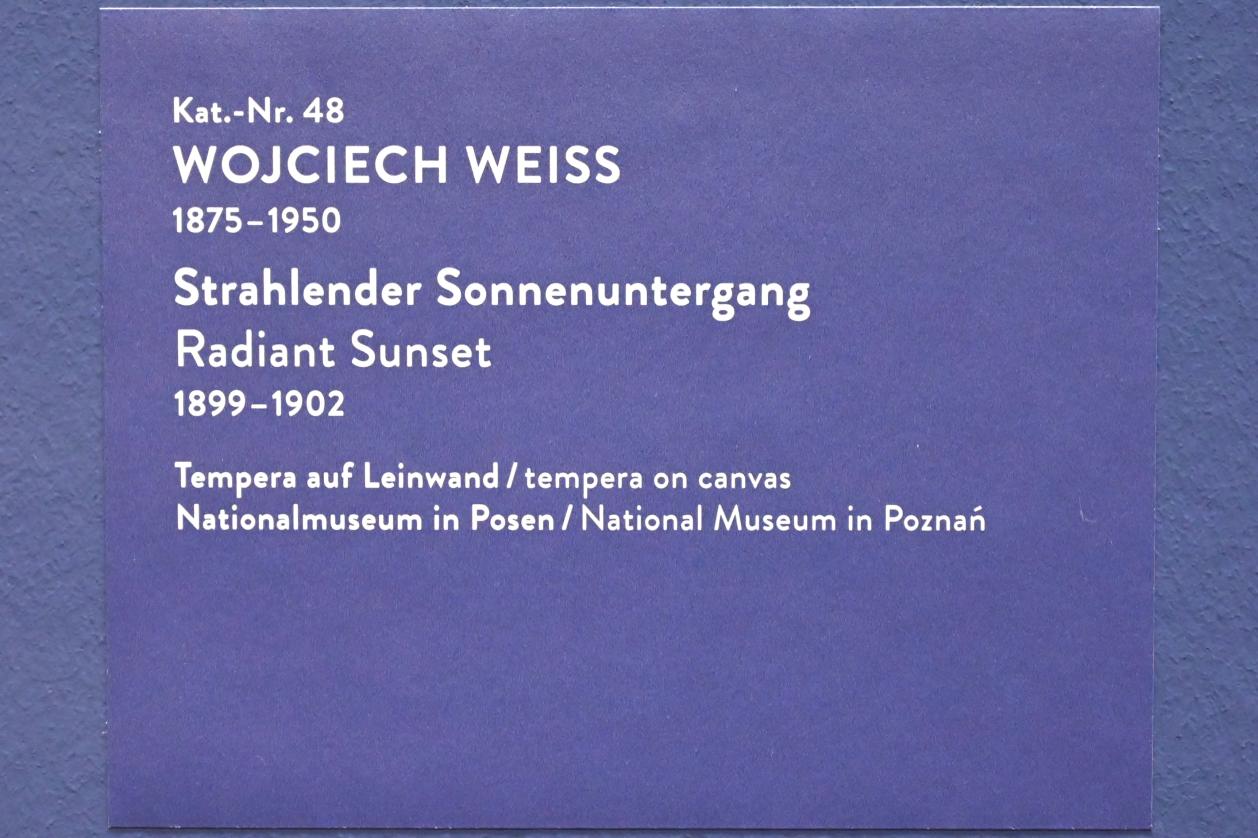 Kat.-Nr. 48
WOJCIECH WEISS
1875–1950
Strahlender Sonnenuntergang
Radiant Sunset
1899–1902
Tempera auf Leinwand / tempera on canvas
Nationalmuseum in Posen / National Museum in Poznań